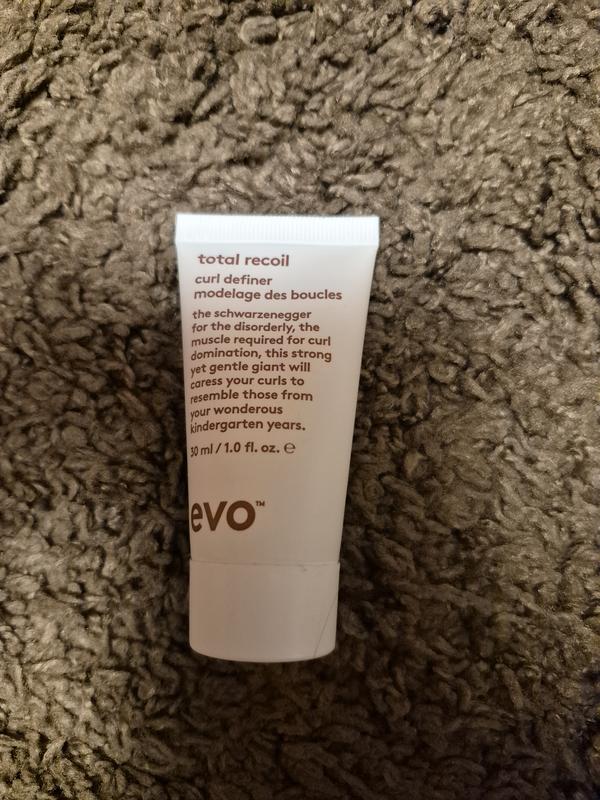 total recoil
curl definer
modelage des boucles
the schwarzenegger
for the disorderly, the
muscle required for curl
domination, this strong
yet gentle giant will
caress your curls to
resemble those from
your wonderous
kindergarten years.
30 ml / 1.0 fl. oz. ℮
evo™